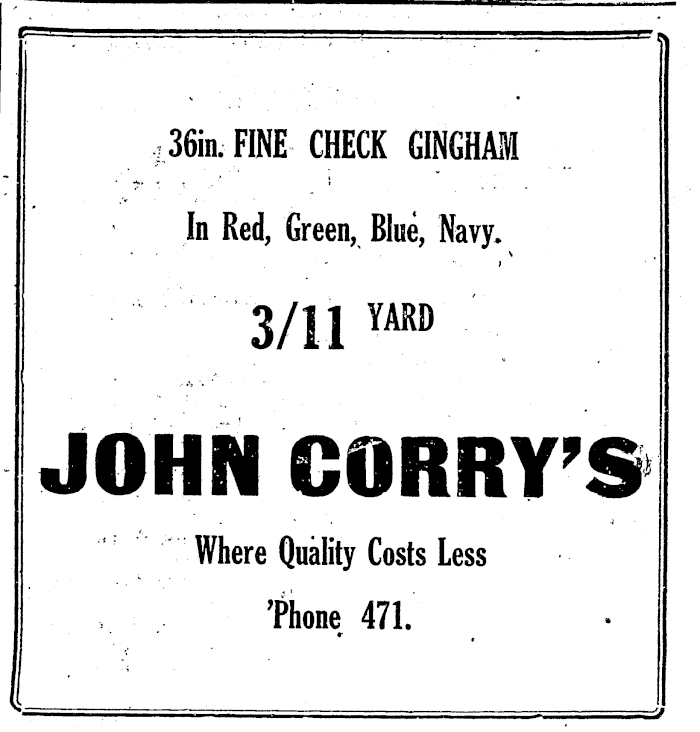 36in. FINE CHECK GINGHAM
In Red, Green, Blue, Navy.
3/11 YARD
JOHN CORRY'S
Where Quality Costs Less
'Phone 471.